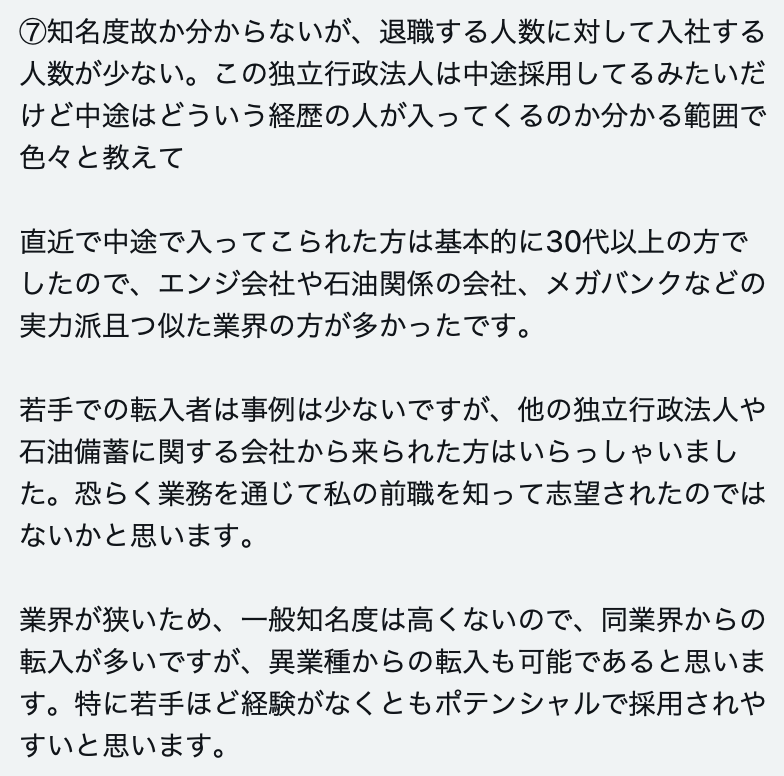 ⑦知名度故か分からないが、退職する人数に対して入社する
人数が少ない。この独立行政法人は中途採用してるみたいだ
けど中途はどういう経歴の人が入ってくるのか分かる範囲で
色々と教えて
直近で中途で入ってこられた方は基本的に30代以上の方で
したので、エンジ会社や石油関係の会社、メガバンクなどの
実力派且つ似た業界の方が多かったです。
若手での転入者は事例は少ないですが、他の独立行政法人や
石油備蓄に関する会社から来られた方はいらっしゃいまし
た。恐らく業務を通じて私の前職を知って志望されたのでは
ないかと思います。
業界が狭いため、一般知名度は高くないので、同業界からの
転入が多いですが、異業種からの転入も可能であると思いま
す。特に若手ほど経験がなくともポテンシャルで採用されや
すいと思います。